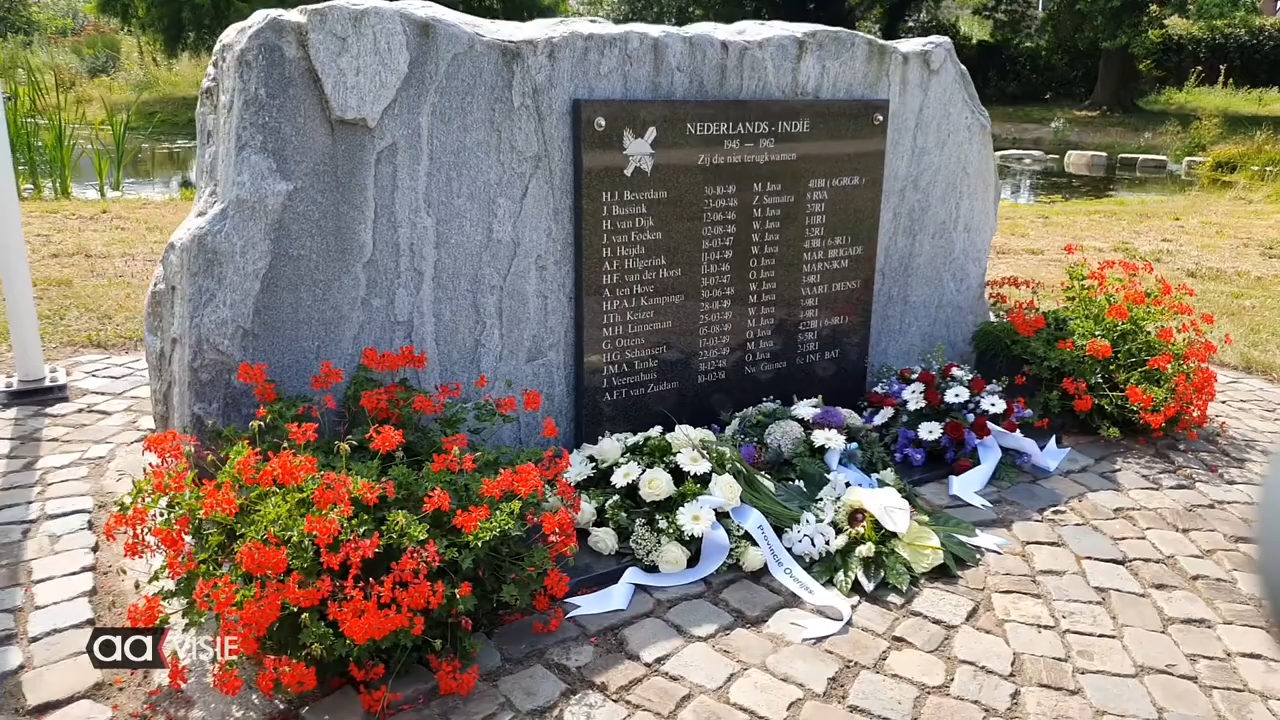 NEDERLANDS - INDIË
1945 — 1962
Zij die niet terugkwamen
H.J. Beverdam 30-10-'49 M. Java 411BI ( 6GRGR )
J. Bussink 23-09-'48 Z. Sumatra 8 RVA
H. van Dijk 12-06-'46 M. Java 2-7RI
J. van Focken 02-08-'46 W. Java 1-11RI
H. Heijda 18-03-'47 W. Java 3-2RI
A.F. Hilgerink 11-04-'49 W. Java 413BI ( 6-3RI )
H.F. van der Horst 11-10-'46 O. Java MAR. BRIGADE
A. ten Hove 31-07-'47 O. Java MARN-3KM
H.P.A.J. Kampinga 30-06-'48 W. Java 3-9RI
J.Th. Keizer 28-01-'49 M. Java VAART. DIENST
M.H. Linneman 25-03-'49 W. Java 3-9RI
G. Ottens 05-08-'49 M. Java 4-9RI
H.G. Schansert 17-03-'49 O. Java 422BI ( 6-8RI )
J.M.A. Tanke 22-05-'49 M. Java 5-5RI
J. Veerenhuis 31-12-'48 O. Java 2-15RI
A.F.T van Zuidam 10-02-'61 Nw. Guinea 6e INF. BAT
Provincie Overijss
aa VISIE